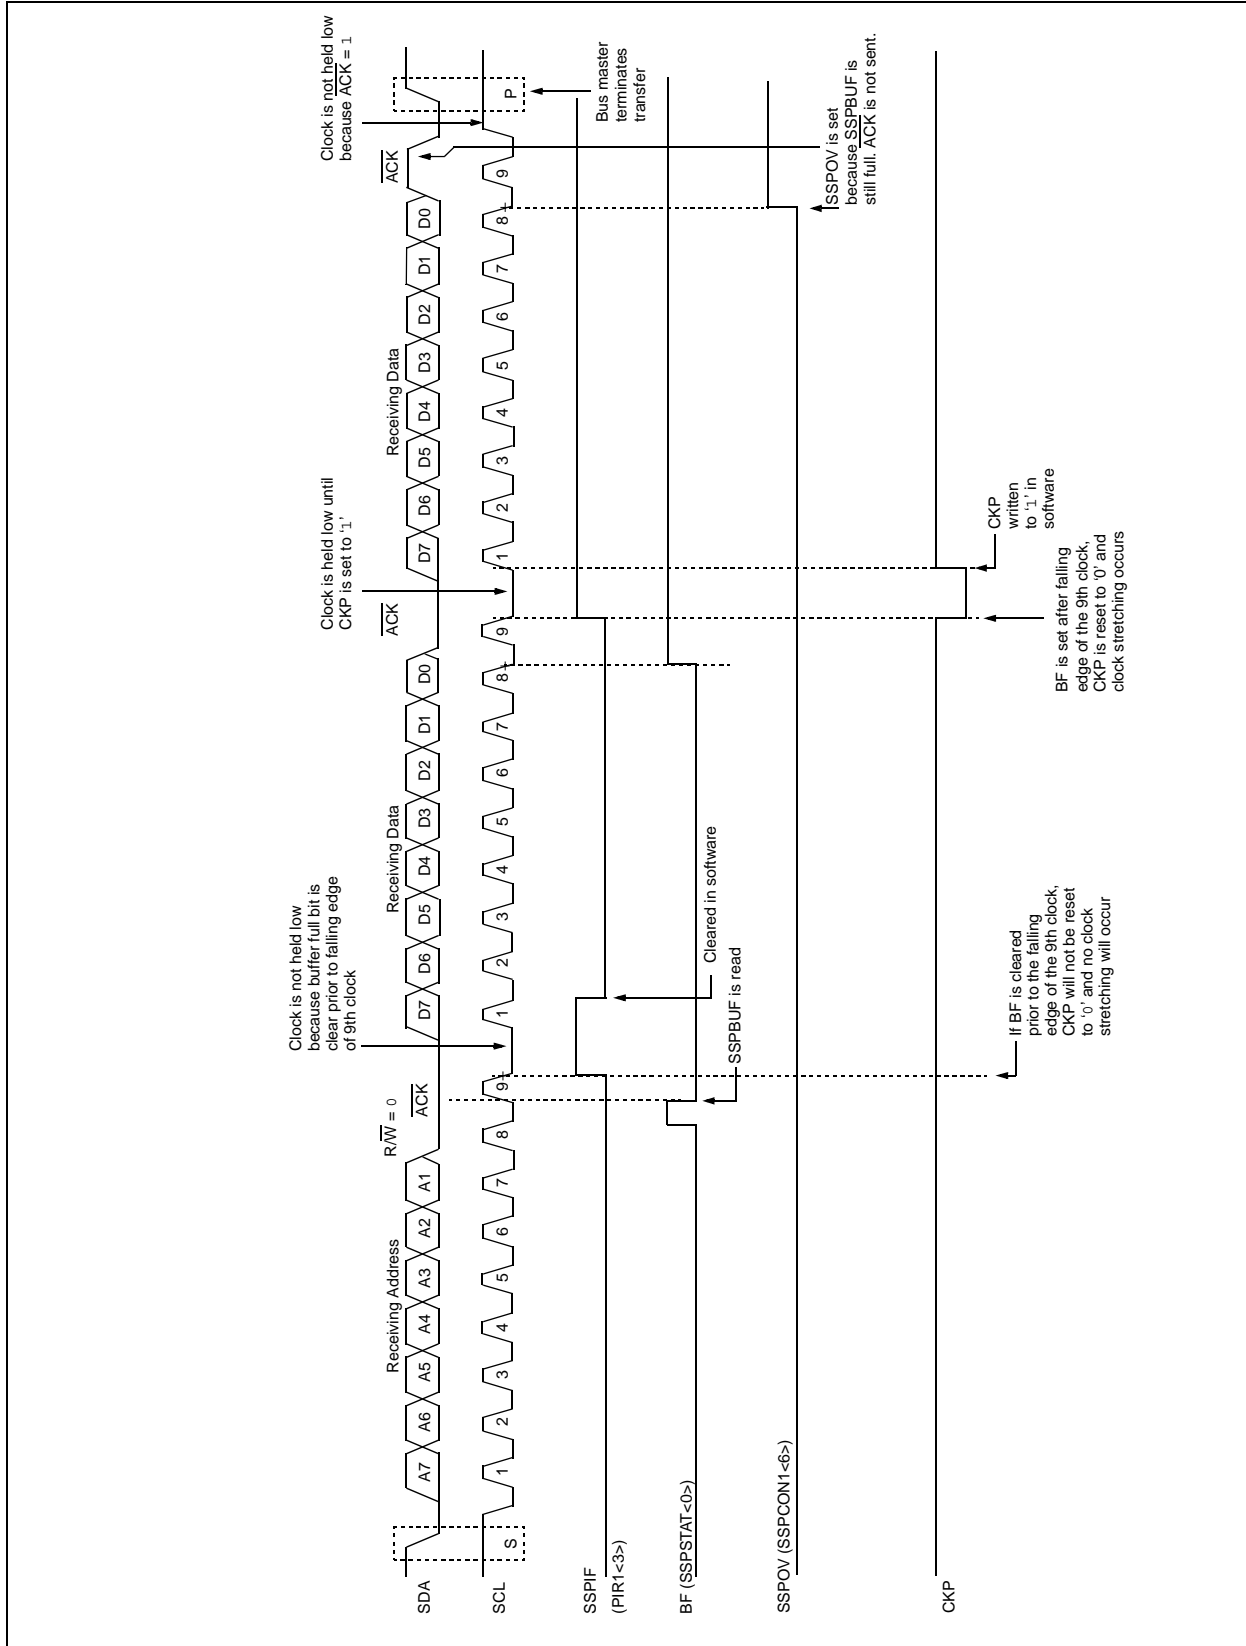 Clock is not held low
because ACK = 1
Clock is held low until
CKP is set to ‘1’
Clock is not held low
because buffer full bit is
clear prior to falling edge
of 9th clock
Receiving Address
R/W = 0
ACK
Receiving Data
ACK
Receiving Data
ACK
SDA
A7 A6 A5 A4 A3 A2 A1
D7 D6 D5 D4 D3 D2 D1 D0
D7 D6 D5 D4 D3 D2 D1 D0
SCL
S
1 2 3 4 5 6 7 8 9
1 2 3 4 5 6 7 8 9
1 2 3 4 5 6 7 8 9
P
SSPIF
(PIR1<3>)
Bus master
terminates
transfer
Cleared in software
BF (SSPSTAT<0>)
SSPBUF is read
SSPOV (SSPCON1<6>)
SSPOV is set
because SSPBUF is
still full. ACK is not sent.
CKP
CKP
written
to ‘1’ in
software
If BF is cleared
prior to the falling
edge of the 9th clock,
CKP will not be reset
to ‘0’ and no clock
stretching will occur
BF is set after falling
edge of the 9th clock,
CKP is reset to ‘0’ and
clock stretching occurs